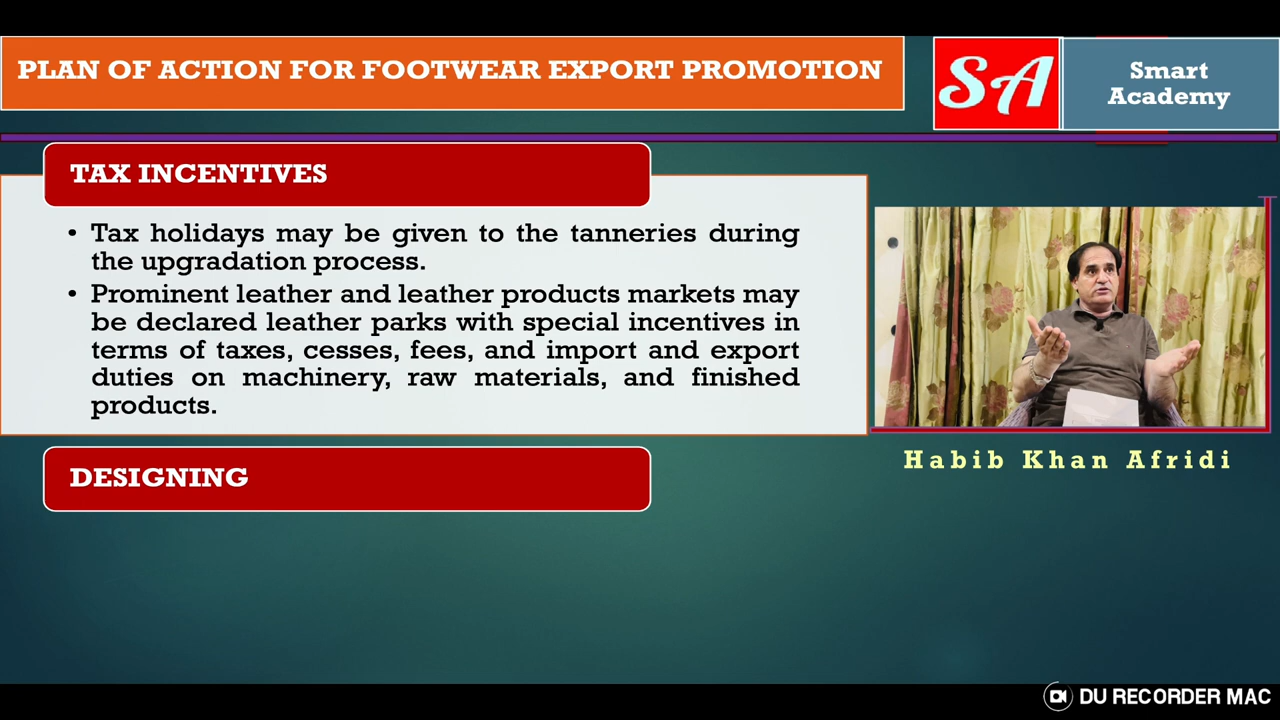 PLAN OF ACTION FOR FOOTWEAR EXPORT PROMOTION
SA
Smart
Academy
TAX INCENTIVES
• Tax holidays may be given to the tanneries during
the upgradation process.
• Prominent leather and leather products markets may
be declared leather parks with special incentives in
terms of taxes, cesses, fees, and import and export
duties on machinery, raw materials, and finished
products.
Habib Khan Afridi
DESIGNING
DU RECORDER MAC